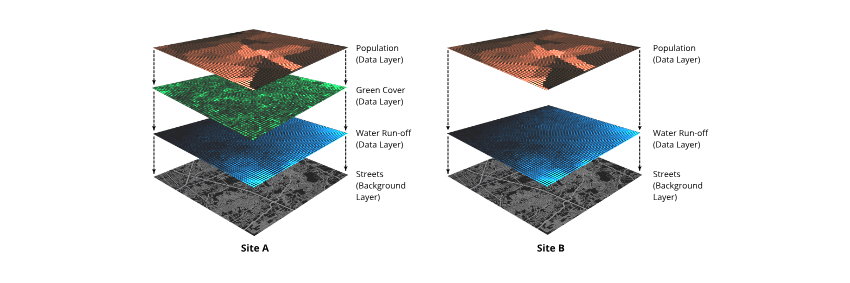 Population
(Data Layer)
Green Cover
(Data Layer)
Water Run-off
(Data Layer)
Streets
(Background
Layer)
Site A
Population
(Data Layer)
Water Run-off
(Data Layer)
Streets
(Background
Layer)
Site B